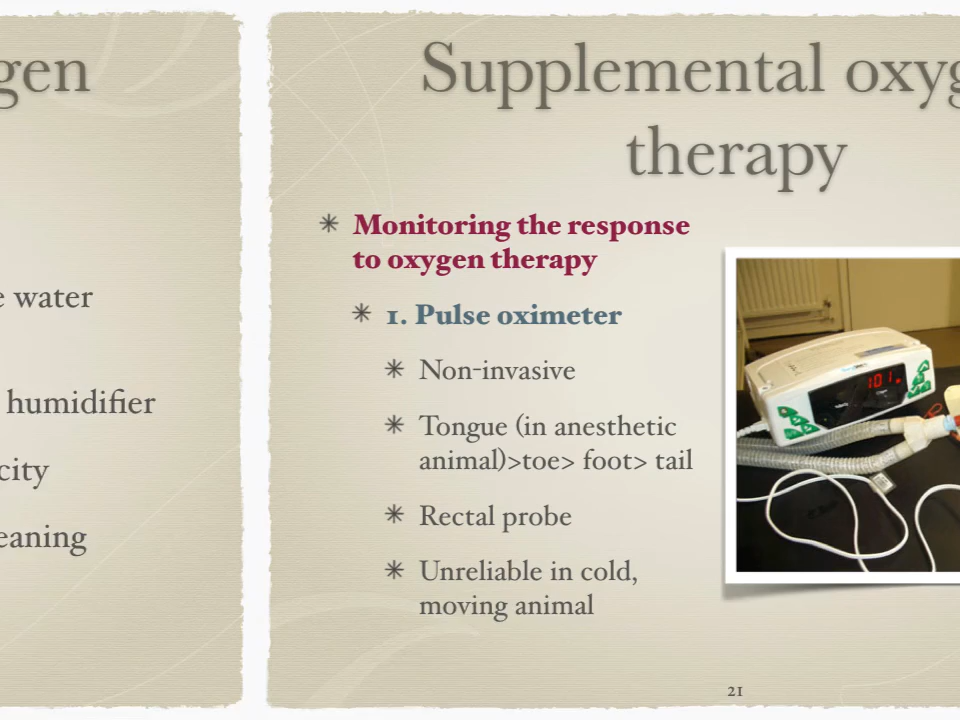 gen
e water
humidifier
city
eaning
Supplemental oxyg
therapy
Monitoring the response
to oxygen therapy
1. Pulse oximeter
Non-invasive
Tongue (in anesthetic
animal)>toe> foot> tail
Rectal probe
Unreliable in cold,
moving animal
101
21